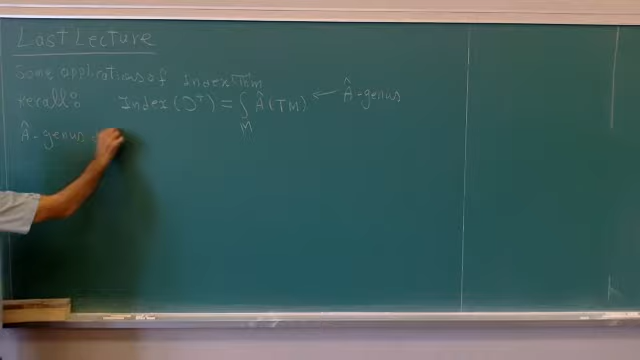 Last Lecture
Some applications of Index Thm
recall: Index(D⁺) = ∫_M Â(TM) ← Â-genus
Â-genus